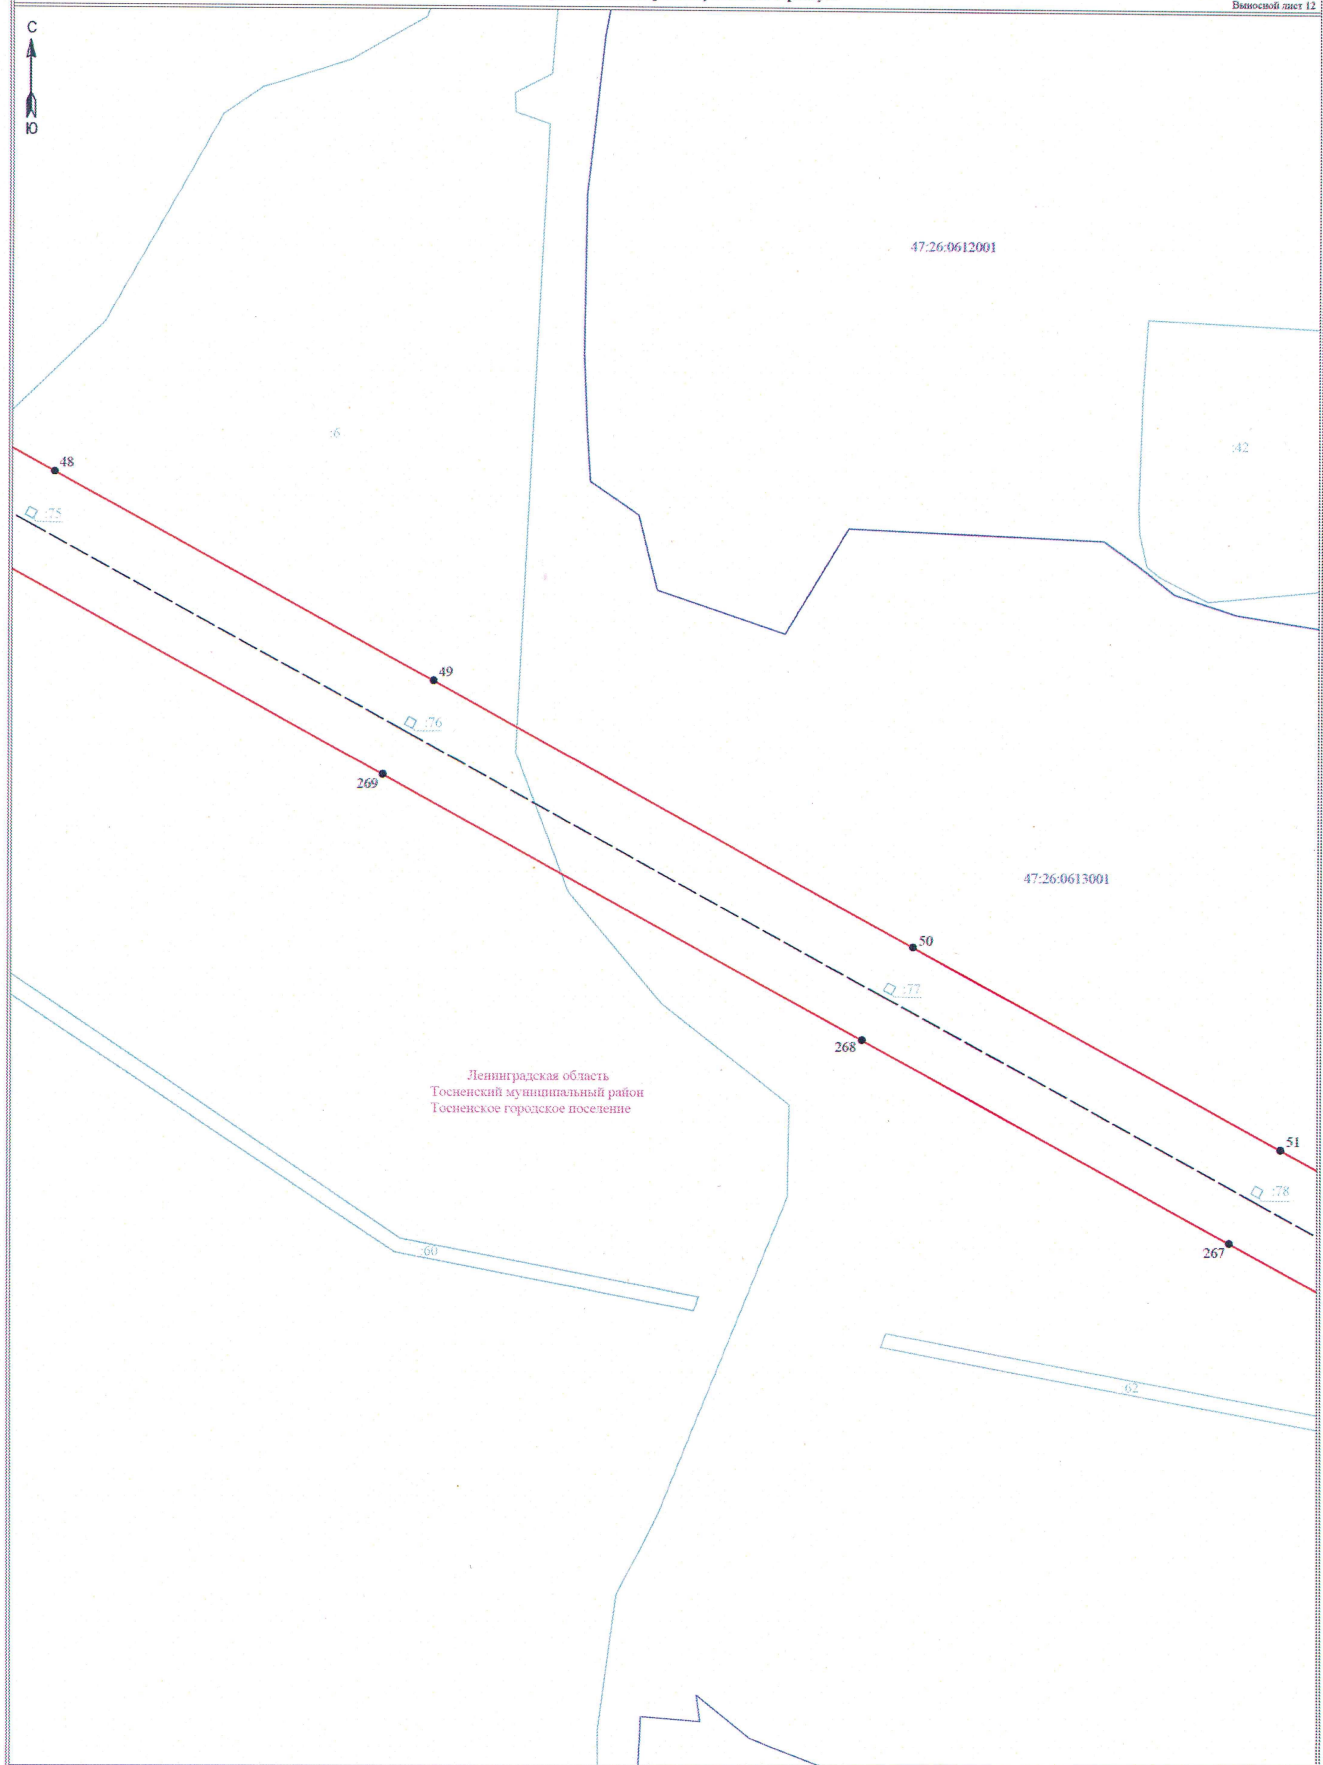 Выносной лист 12
С
Ю
47:26:0612001
:6
:42
48
:75
49
:76
269
47:26:0613001
50
:77
268
Ленинградская область
Тосненский муниципальный район
Тосненское городское поселение
51
:78
267
:60
:62